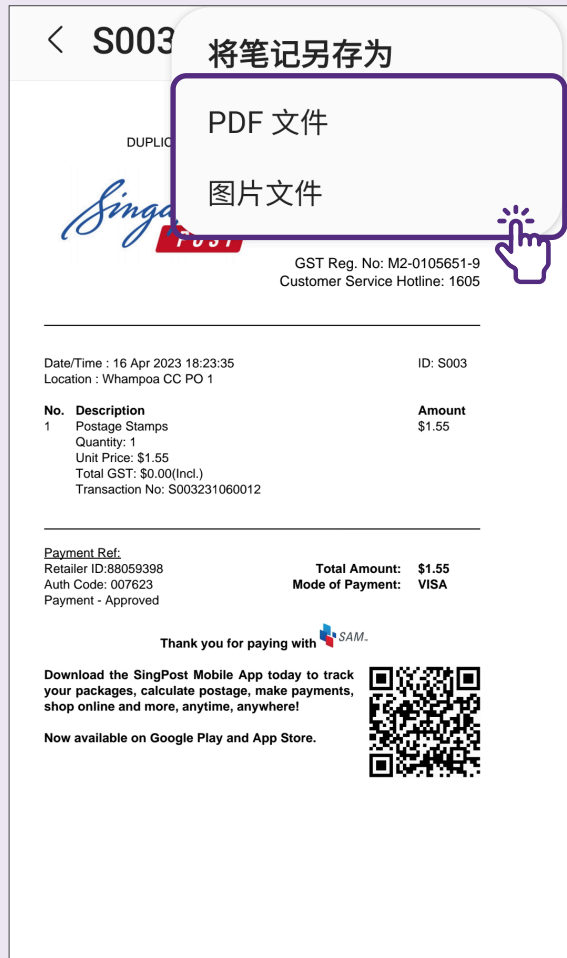 S003
将笔记另存为
PDF 文件
图片文件
DUPLIC
Singa
POST
GST Reg. No: M2-0105651-9
Customer Service Hotline: 1605
Date/Time : 16 Apr 2023 18:23:35 ID: S003
Location : Whampoa CC PO 1
No. Description Amount
1 Postage Stamps $1.55
Quantity: 1
Unit Price: $1.55
Total GST: $0.00(Incl.)
Transaction No: S003231060012
Payment Ref:
Retailer ID:88059398 Total Amount: $1.55
Auth Code: 007623 Mode of Payment: VISA
Payment - Approved
Thank you for paying with SAM
Download the SingPost Mobile App today to track
your packages, calculate postage, make payments,
shop online and more, anytime, anywhere!
Now available on Google Play and App Store.